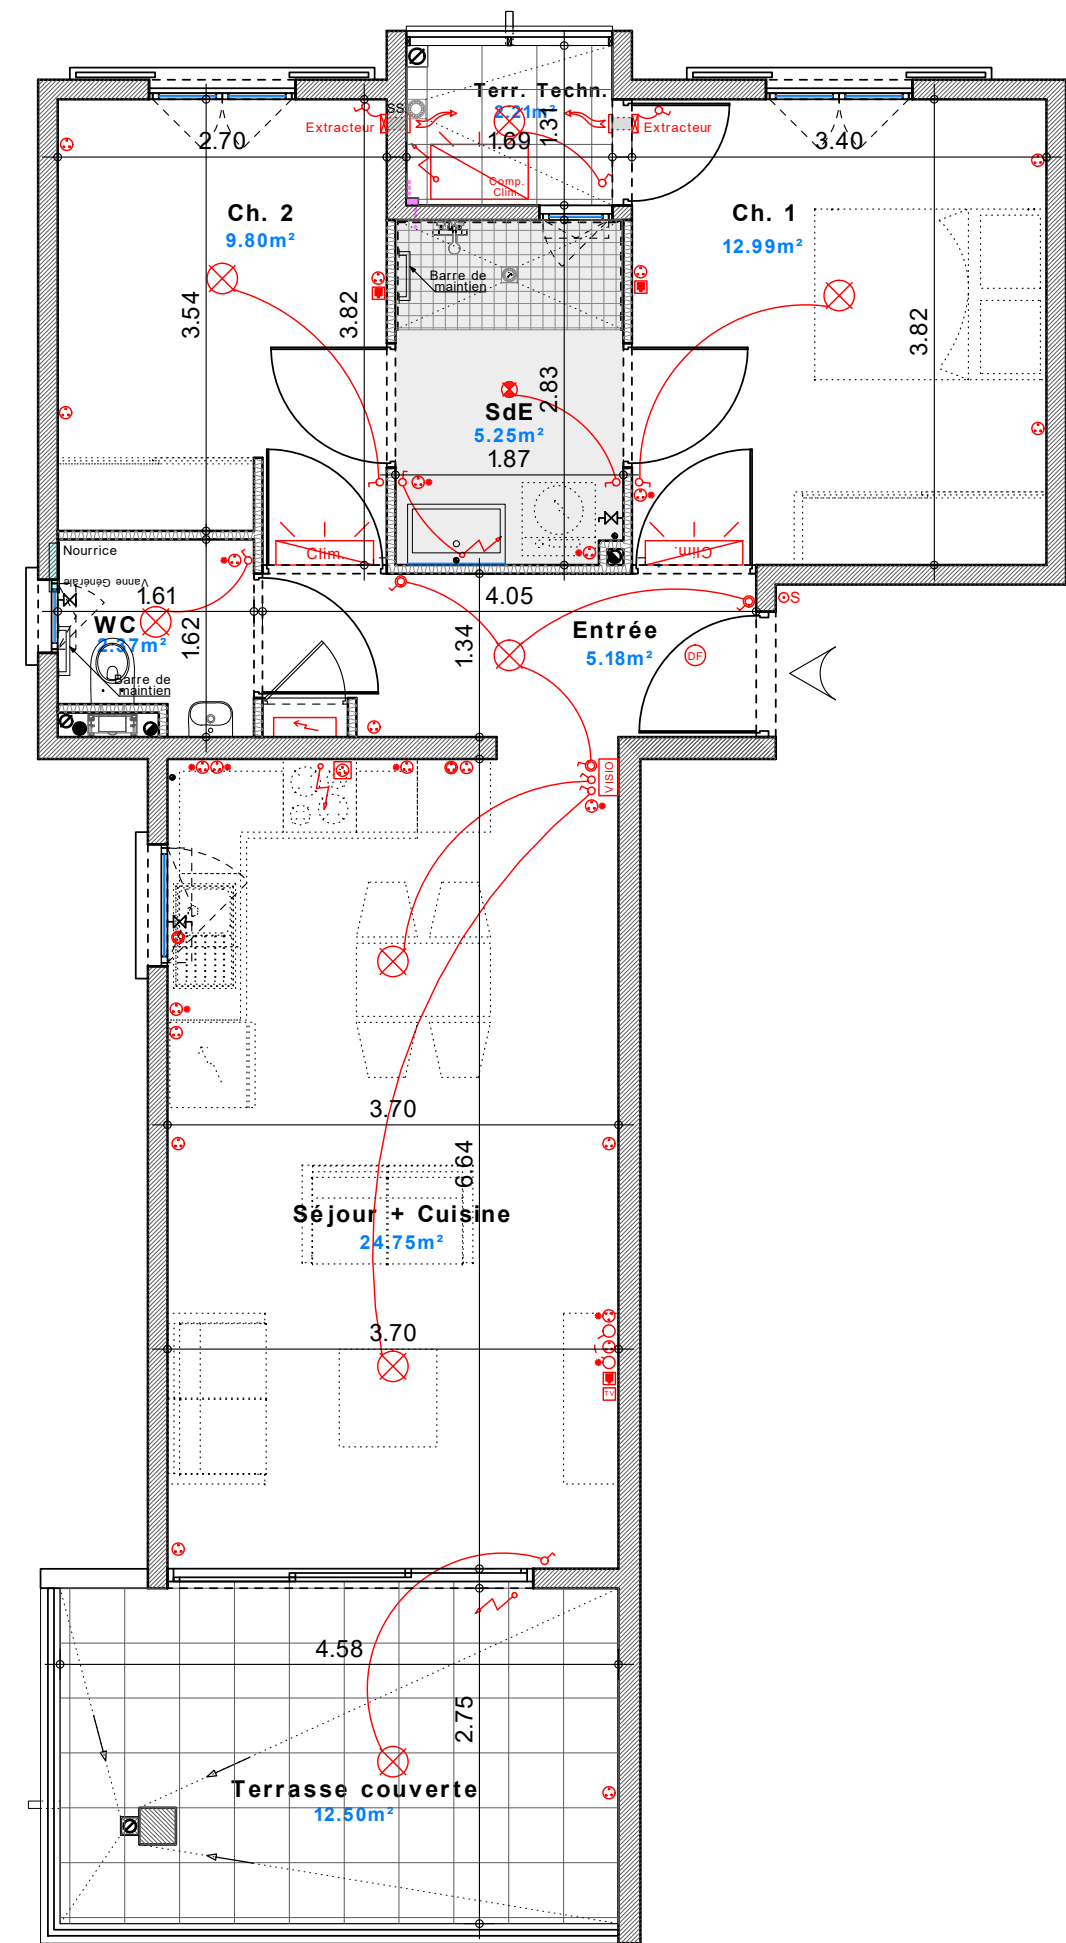 Terr. Techn.
2.21m²
1.31
1.69
SS
Extracteur
Extracteur
2.70
3.40
Comp.
Clim.
Ch. 2
9.80m²
Ch. 1
12.99m²
Barre de
maintien
3.54
3.82
3.82
2.83
SdE
5.25m²
1.87
Clim.
Clim.
Nourrice
Vanne Générale
1.61
4.05
S
WC
2.37m²
1.62
1.34
Entrée
5.18m²
DF
Barre de
maintien
VISIO
3.70
6.64
Séjour + Cuisine
24.75m²
3.70
TV
4.58
2.75
Terrasse couverte
12.50m²